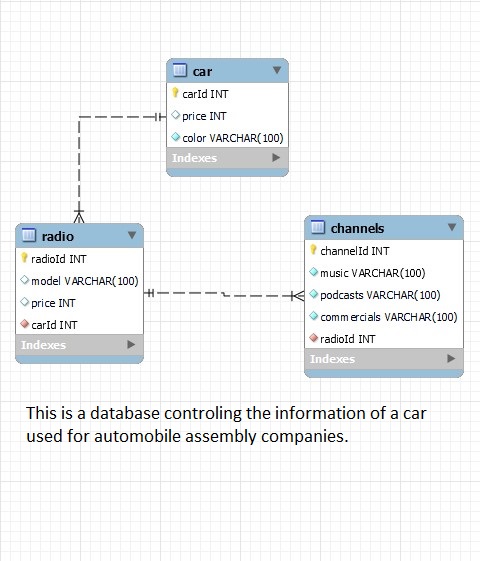 car
carId INT
price INT
color VARCHAR(100)
Indexes
radio
radioId INT
model VARCHAR(100)
price INT
carId INT
Indexes
channels
channelId INT
music VARCHAR(100)
podcasts VARCHAR(100)
commercials VARCHAR(100)
radioId INT
Indexes
This is a database controling the information of a car
used for automobile assembly companies.